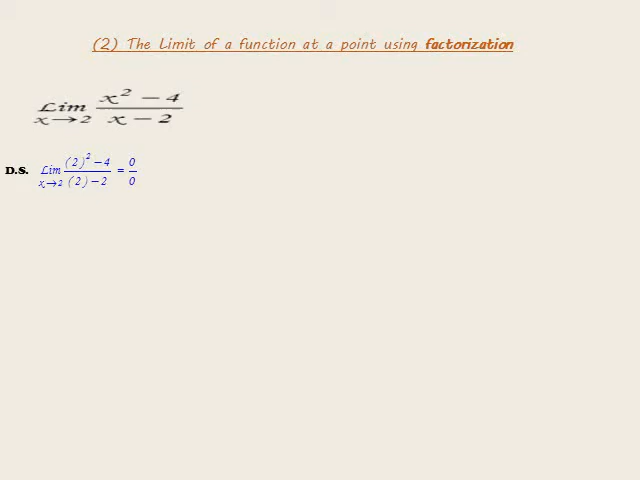 (2) The Limit of a function at a point using factorization
Lim x→2 (x² − 4)/(x − 2)
D.S. Lim x→2 ((2)² − 4)/((2) − 2) = 0/0